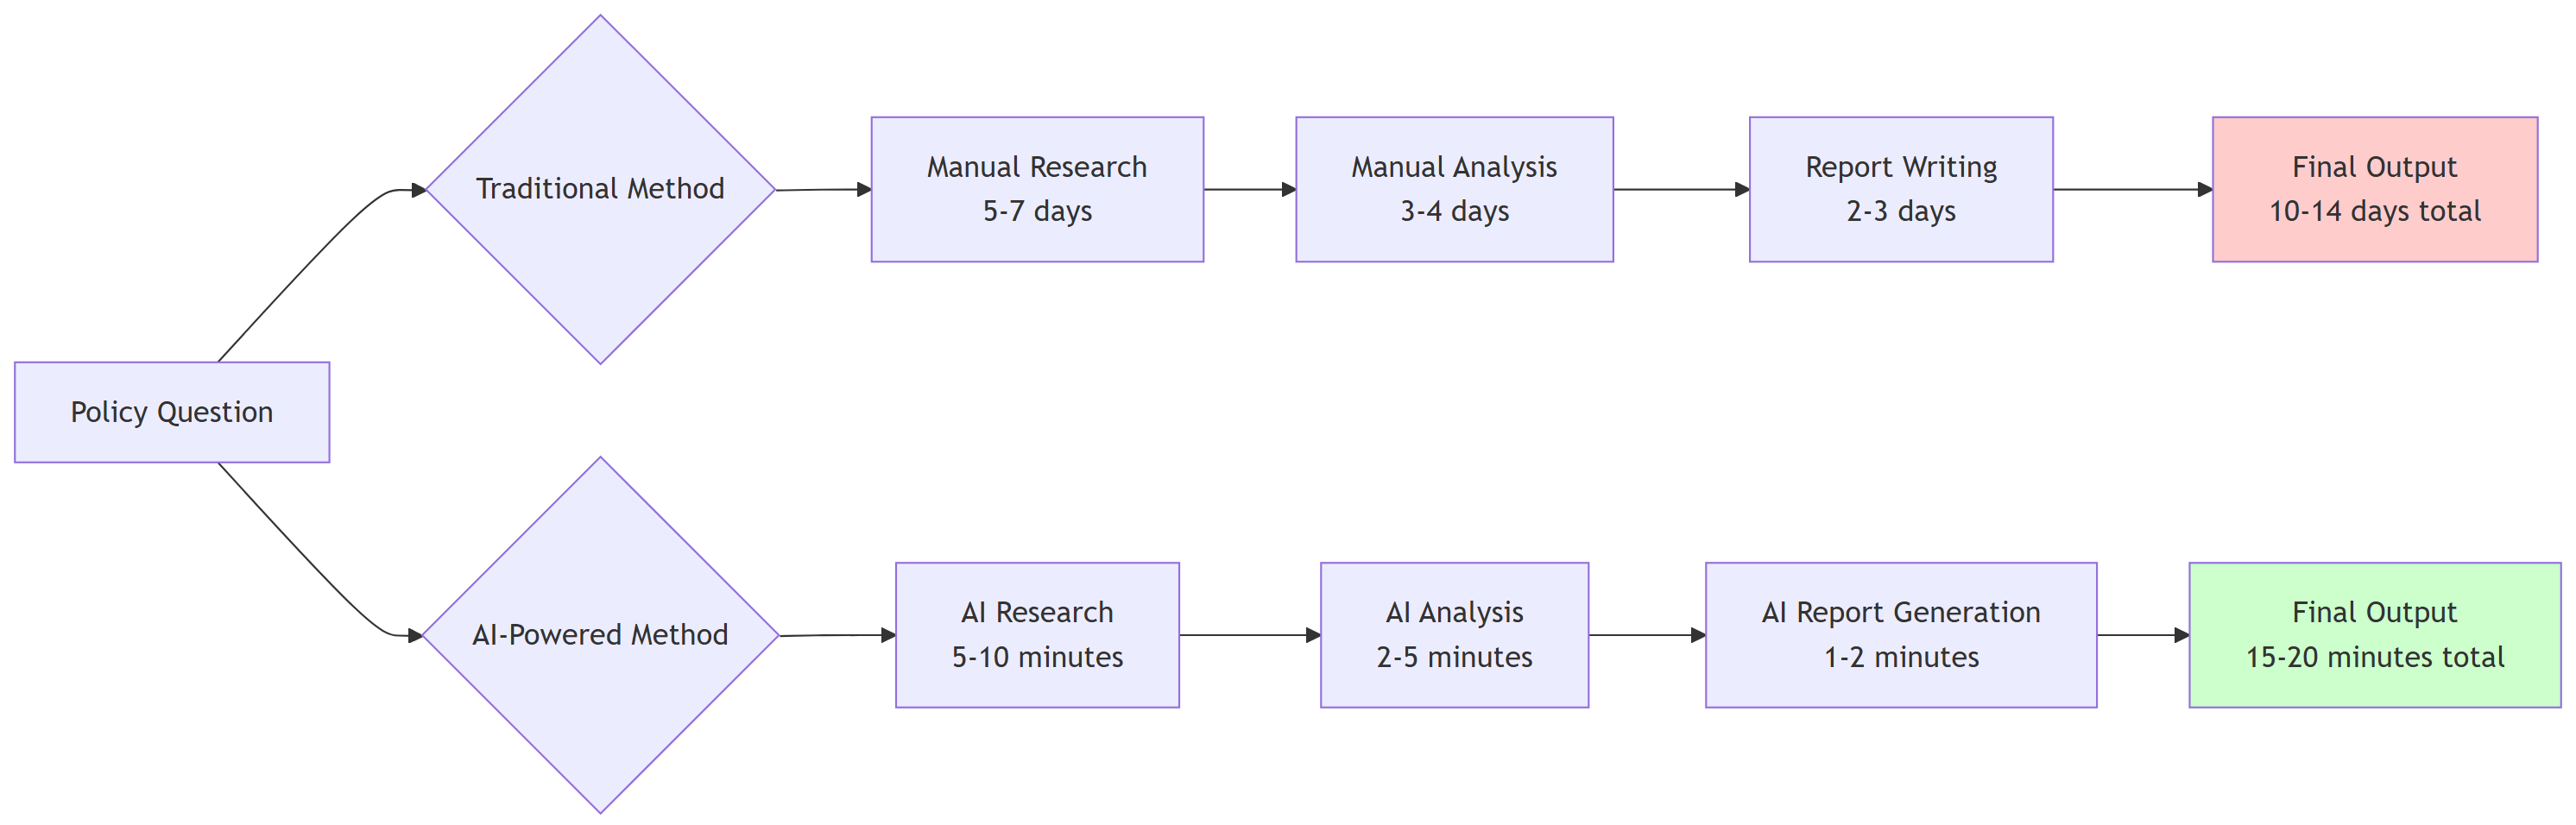 Policy Question
Traditional Method
Manual Research
5-7 days
Manual Analysis
3-4 days
Report Writing
2-3 days
Final Output
10-14 days total
AI-Powered Method
AI Research
5-10 minutes
AI Analysis
2-5 minutes
AI Report Generation
1-2 minutes
Final Output
15-20 minutes total